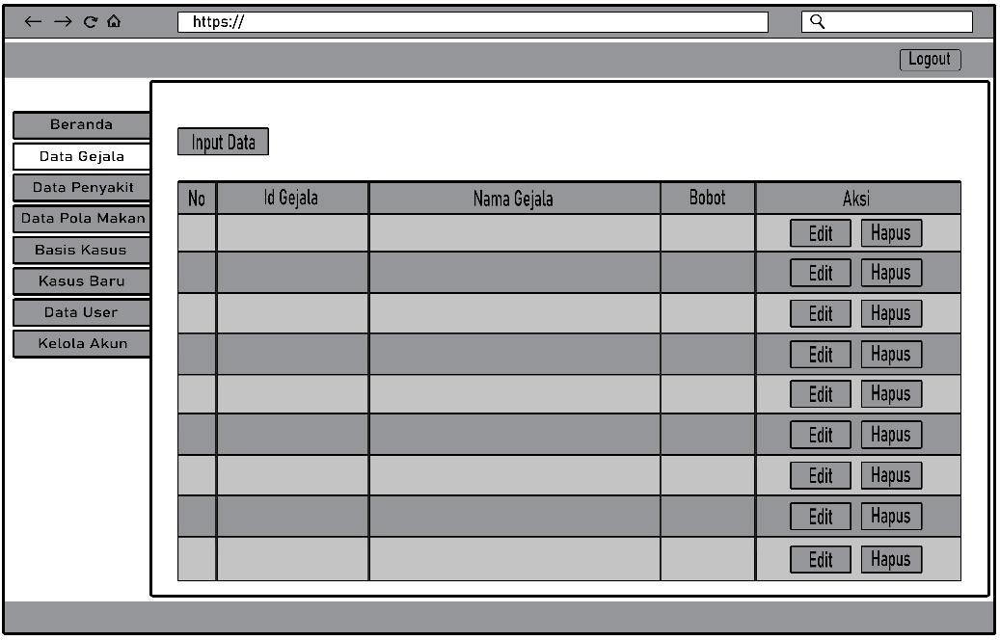 https://
Logout
Beranda
Data Gejala
Data Penyakit
Data Pola Makan
Basis Kasus
Kasus Baru
Data User
Kelola Akun
Input Data
No Id Gejala Nama Gejala Bobot Aksi
Edit Hapus
Edit Hapus
Edit Hapus
Edit Hapus
Edit Hapus
Edit Hapus
Edit Hapus
Edit Hapus
Edit Hapus